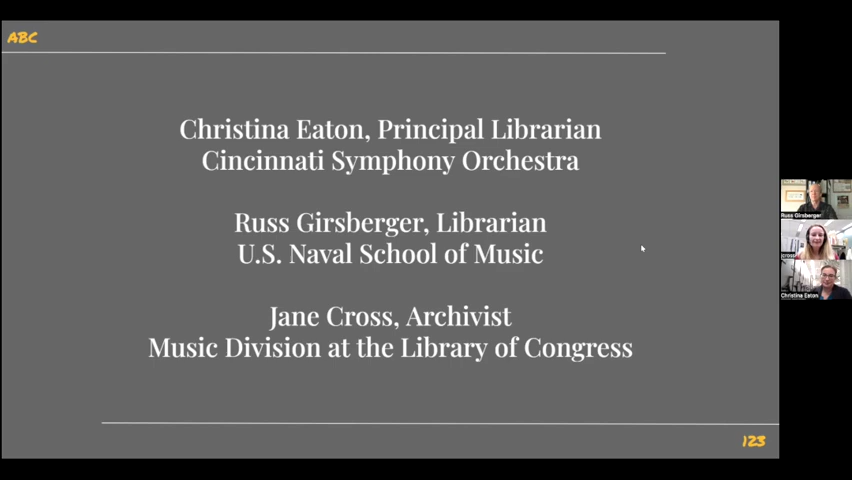 ABC
Christina Eaton, Principal Librarian
Cincinnati Symphony Orchestra
Russ Girsberger, Librarian
U.S. Naval School of Music
Jane Cross, Archivist
Music Division at the Library of Congress
123
Russ Girsberger
jcross
Christina Eaton